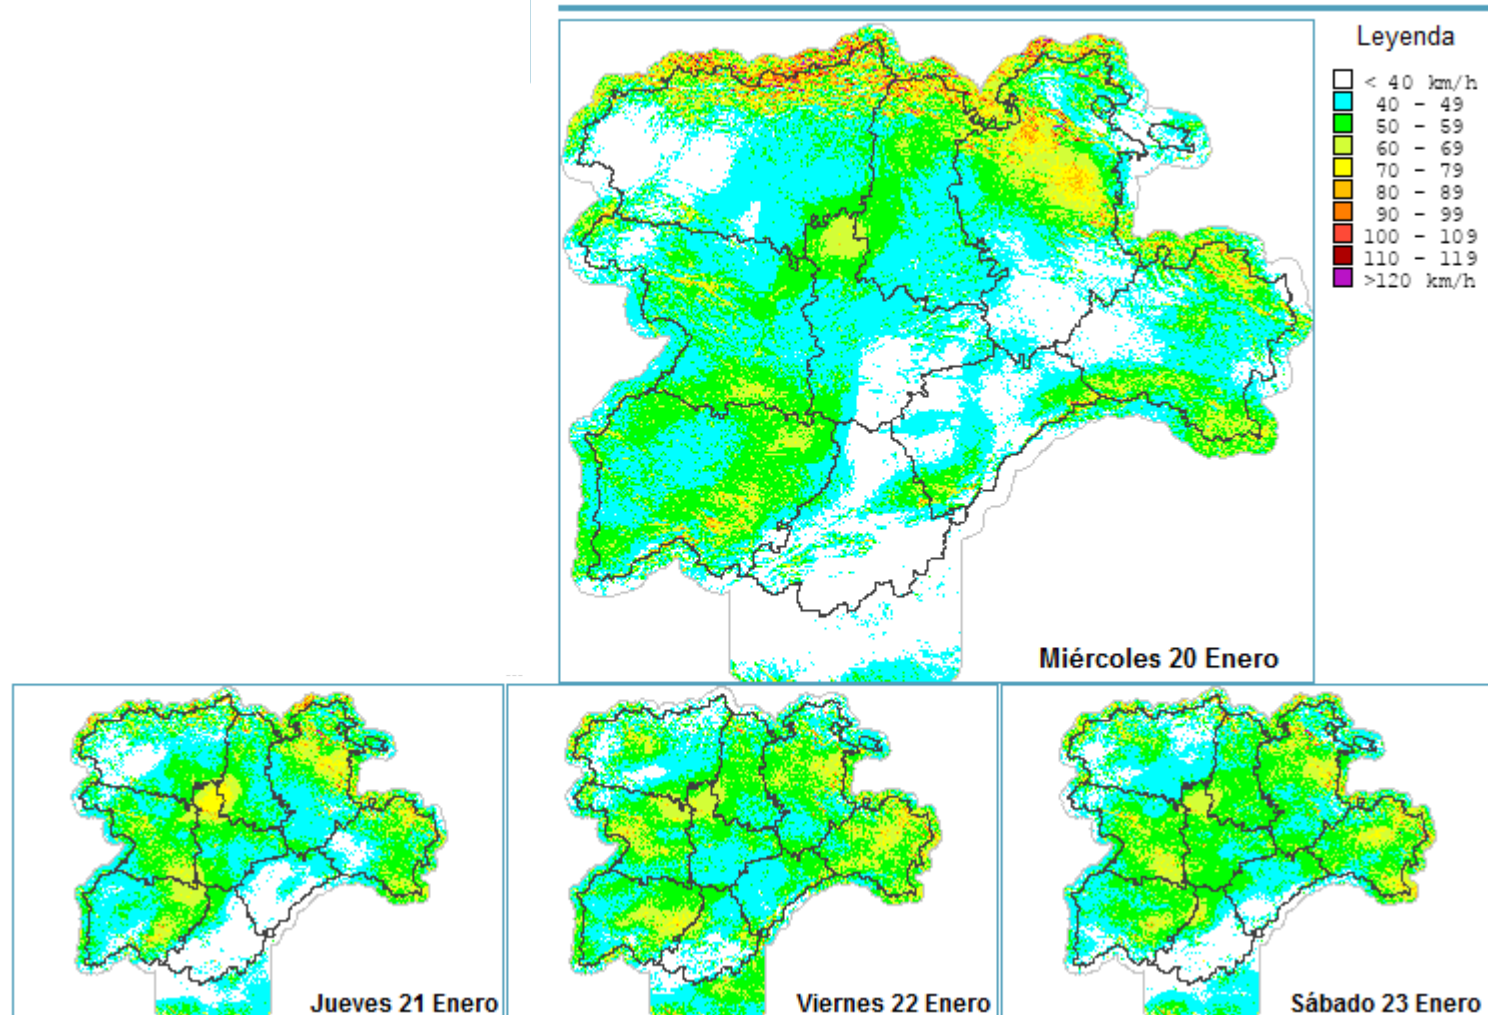 Leyenda
< 40 km/h
40 - 49
50 - 59
60 - 69
70 - 79
80 - 89
90 - 99
100 - 109
110 - 119
>120 km/h
Miércoles 20 Enero
Jueves 21 Enero
Viernes 22 Enero
Sábado 23 Enero